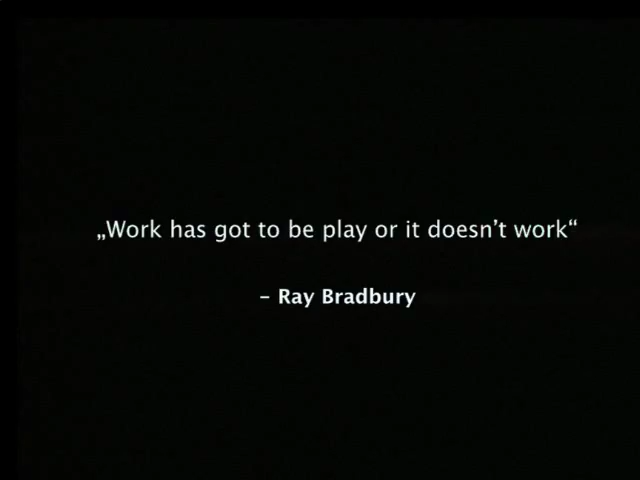 „Work has got to be play or it doesn’t work“
– Ray Bradbury